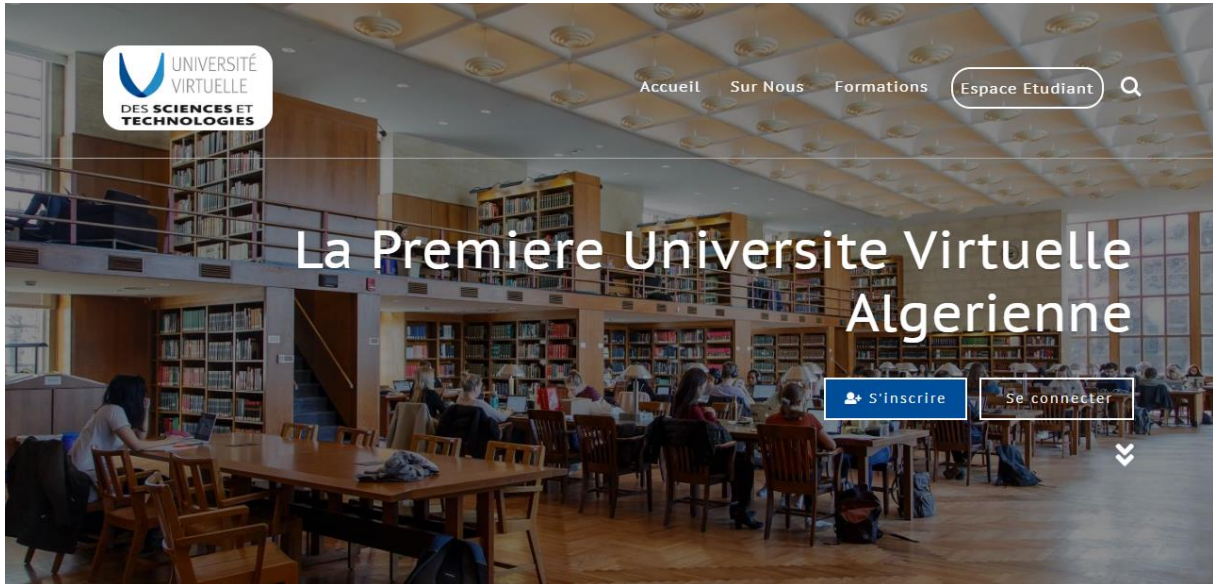 UNIVERSITÉ
VIRTUELLE
DES SCIENCES ET
TECHNOLOGIES
Accueil Sur Nous Formations Espace Etudiant
La Premiere Universite Virtuelle
Algerienne
S'inscrire Se connecter